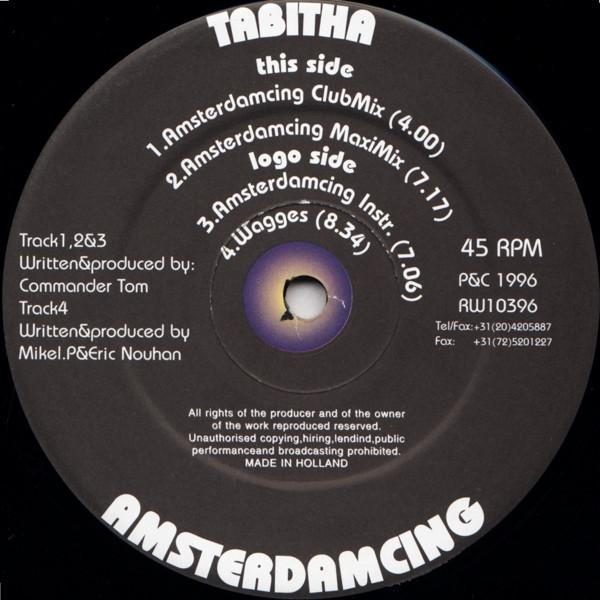 TABITHA
this side
1.Amsterdamcing ClubMix (4.00)
2.Amsterdamcing MaxiMix (7.17)
logo side
3.Amsterdamcing Instr. (7.06)
4.Wagges (8.34)
Track1,2&3
Written&produced by:
Commander Tom
Track4
Written&produced by
Mikel.P&Eric Nouhan
45 RPM
P&C 1996
RW10396
Tel/Fax:+31(20)4205887
Fax: +31(72)5201227
All rights of the producer and of the owner
of the work reproduced reserved.
Unauthorised copying,hiring,lendind,public
performanceand broadcasting prohibited.
MADE IN HOLLAND
AMSTERDAMCING